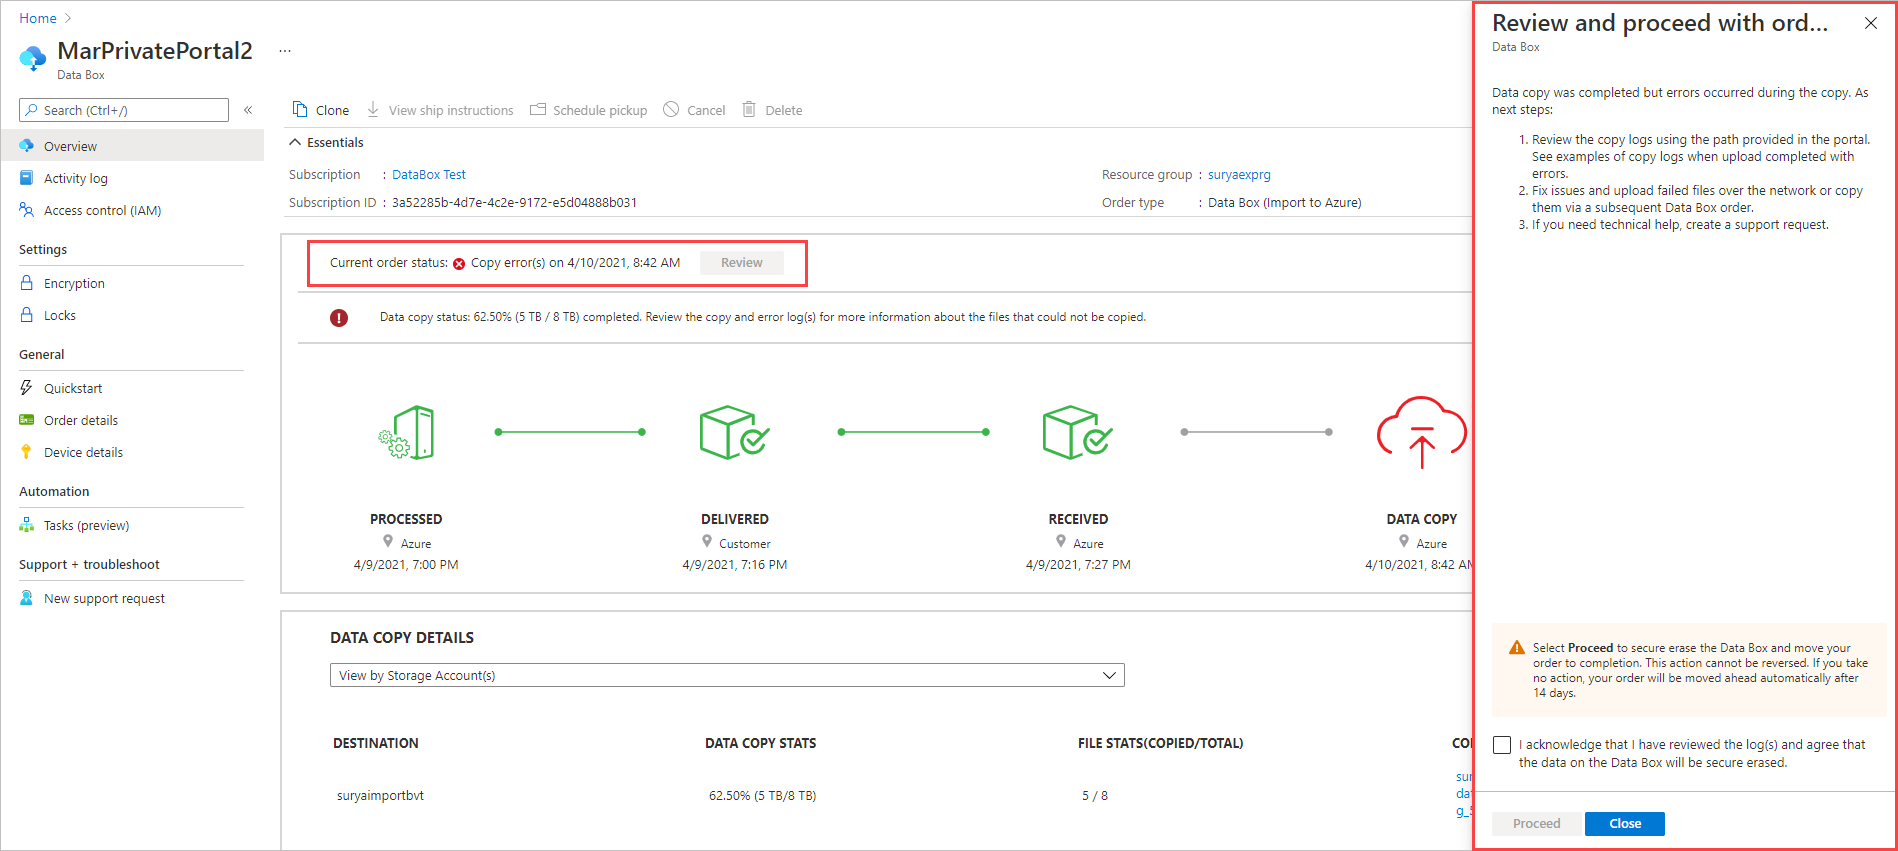 Home
MarPrivatePortal2
Data Box
Search (Ctrl+/)
Overview
Activity log
Access control (IAM)
Settings
Encryption
Locks
General
Quickstart
Order details
Device details
Automation
Tasks (preview)
Support + troubleshoot
New support request
Clone View ship instructions Schedule pickup Cancel Delete
Essentials
Subscription : DataBox Test
Resource group : suryaexprg
Subscription ID : 3a52285b-4d7e-4c2e-9172-e5d04888b031
Order type : Data Box (Import to Azure)
Current order status: Copy error(s) on 4/10/2021, 8:42 AM Review
Data copy status: 62.50% (5 TB / 8 TB) completed. Review the copy and error log(s) for more information about the files that could not be copied.
PROCESSED DELIVERED RECEIVED DATA COPY
Azure Customer Azure Azure
4/9/2021, 7:00 PM 4/9/2021, 7:16 PM 4/9/2021, 7:27 PM 4/10/2021, 8:42 AM
DATA COPY DETAILS
View by Storage Account(s)
DESTINATION DATA COPY STATS FILE STATS(COPIED/TOTAL) CO
suryaimportbvt 62.50% (5 TB/8 TB) 5 / 8
sur
dat
g_5
Review and proceed with ord...
Data Box
Data copy was completed but errors occurred during the copy. As
next steps:
1. Review the copy logs using the path provided in the portal.
See examples of copy logs when upload completed with
errors.
2. Fix issues and upload failed files over the network or copy
them via a subsequent Data Box order.
3. If you need technical help, create a support request.
Select Proceed to secure erase the Data Box and move your
order to completion. This action cannot be reversed. If you take
no action, your order will be moved ahead automatically after
14 days.
I acknowledge that I have reviewed the log(s) and agree that
the data on the Data Box will be secure erased.
Proceed Close